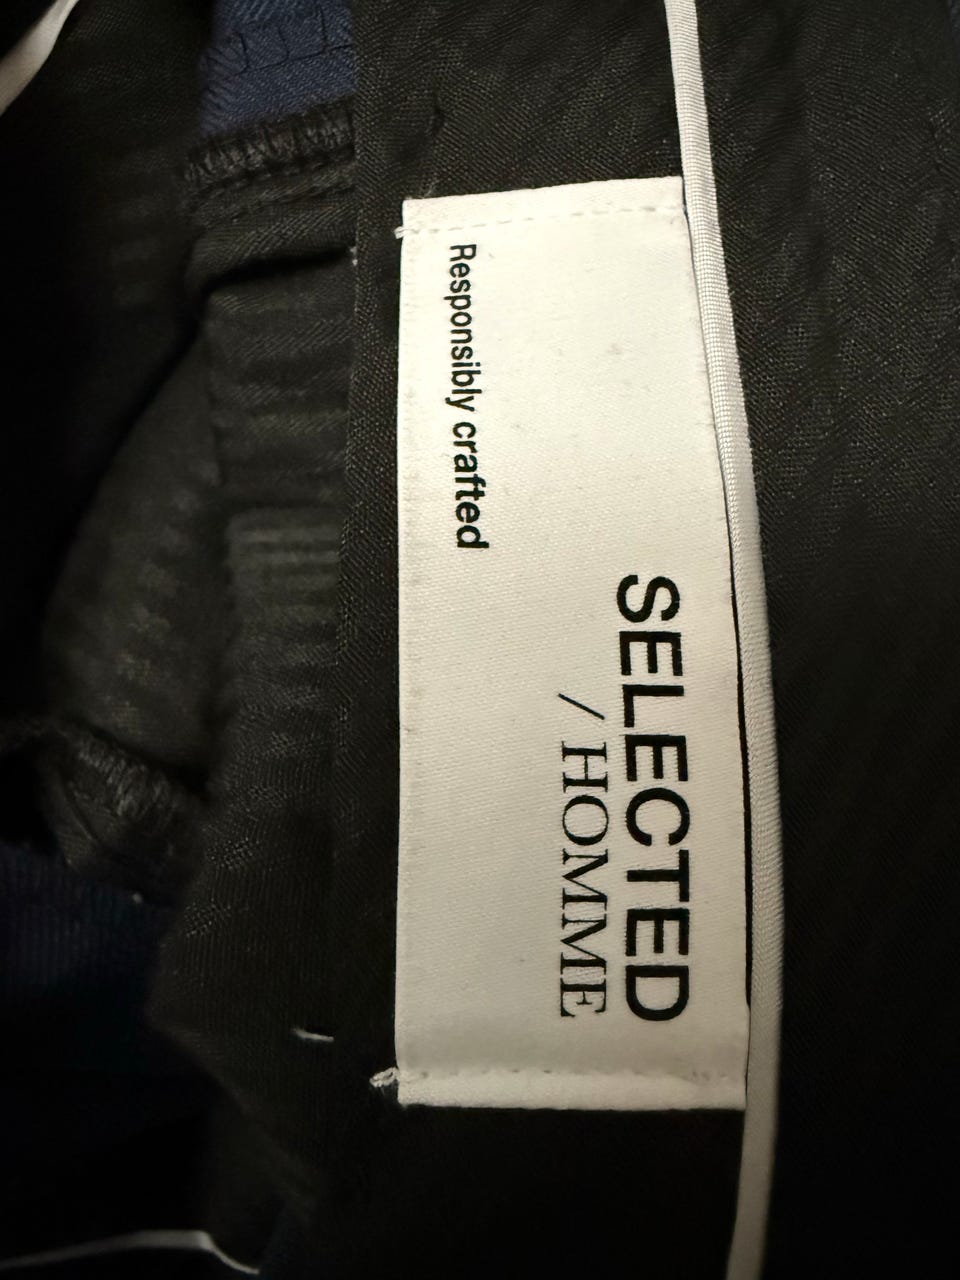 SELECTED
/ HOMME
Responsibly crafted